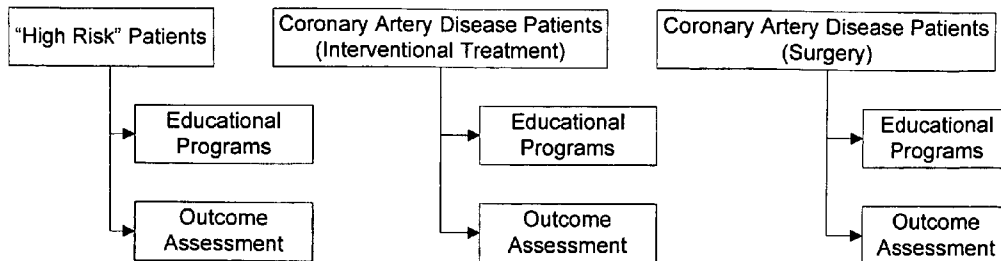 “High Risk” Patients
Coronary Artery Disease Patients
(Interventional Treatment)
Coronary Artery Disease Patients
(Surgery)
Educational
Programs
Educational
Programs
Educational
Programs
Outcome
Assessment
Outcome
Assessment
Outcome
Assessment